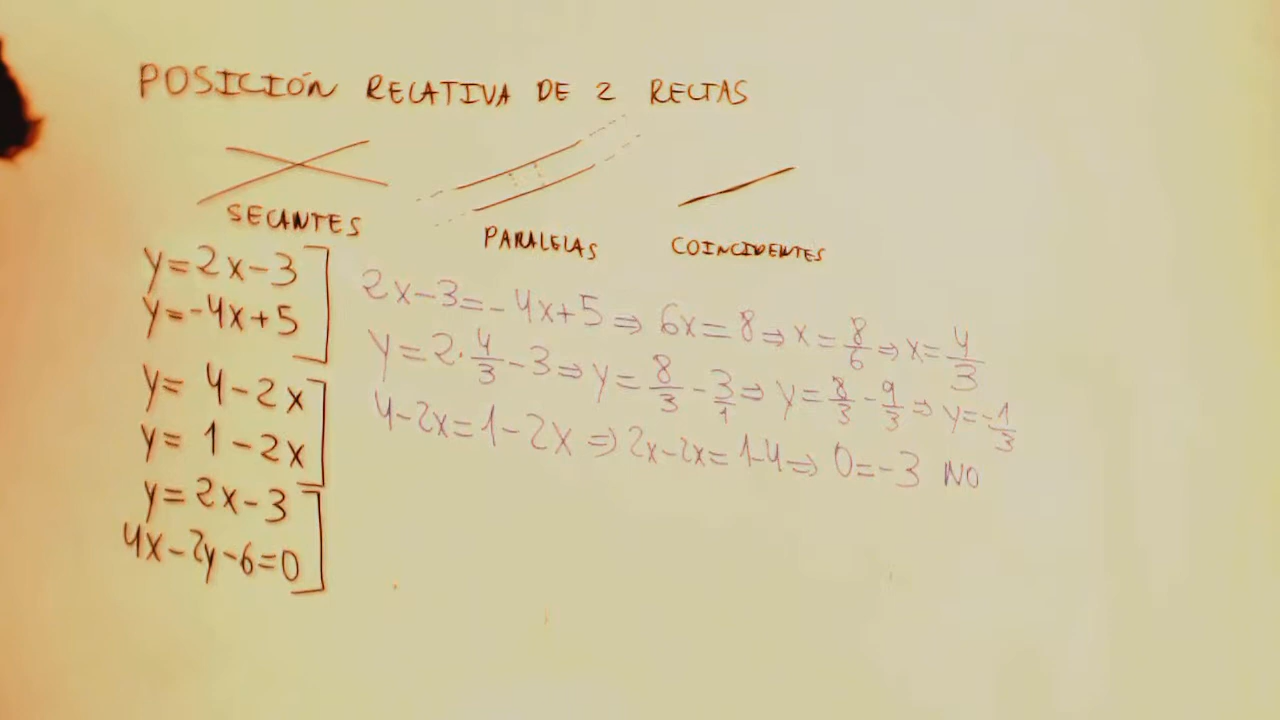 POSICIÓN RELATIVA DE 2 RECTAS
SECANTES
PARALELAS
COINCIDENTES
y=2x-3
y=-4x+5
2x-3=-4x+5⇒6x=8⇒x=8/6⇒x=4/3
y=2·4/3-3⇒y=8/3-3/1⇒y=8/3-9/3⇒y=-1/3
y= 4-2x
y= 1-2x
4-2x=1-2x⇒2x-2x=1-4⇒0=-3 NO
y=2x-3
4x-2y-6=0